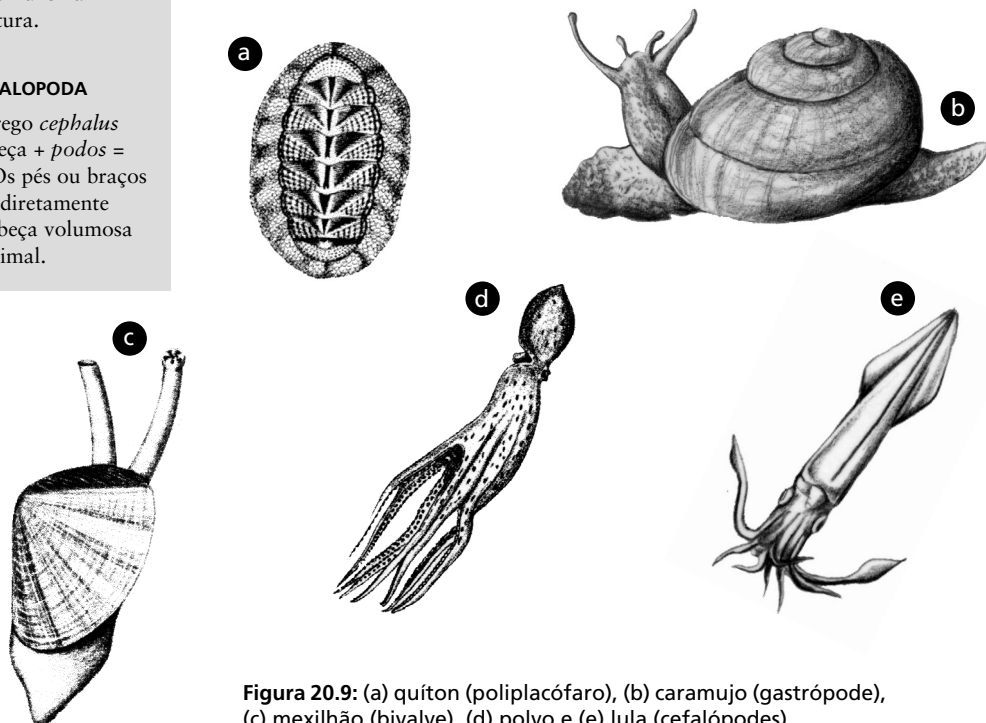 tura.
ALOPODA
rego cephalus
eça + podos =
Os pés ou braços
diretamente
beça volumosa
imal.
a
b
c
d
e
Figura 20.9: (a) quíton (poliplacófaro), (b) caramujo (gastrópode),
(c) mexilhão (bivalve), (d) polvo e (e) lula (cefalópodes)